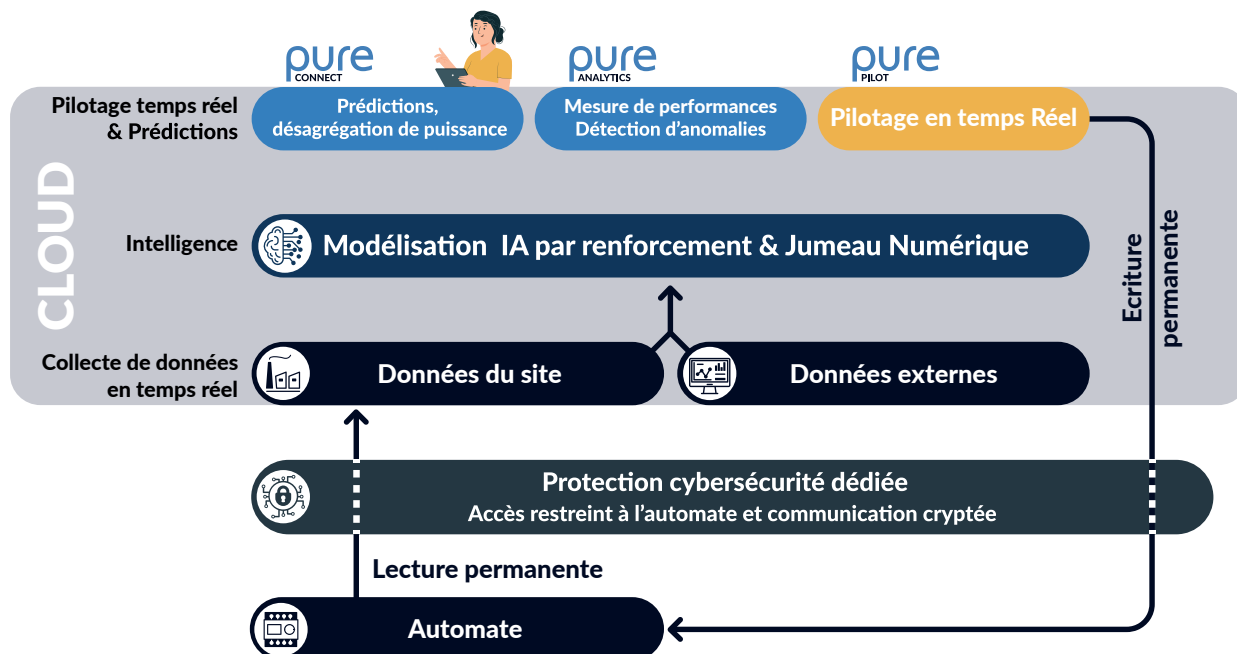 pure
CONNECT
pure
ANALYTICS
pure
PILOT
Pilotage temps réel
& Prédictions
Prédictions,
désagrégation de puissance
Mesure de performances
Détection d'anomalies
Pilotage en temps Réel
CLOUD
Intelligence
Modélisation IA par renforcement & Jumeau Numérique
Ecriture
permanente
Collecte de données
en temps réel
Données du site
Données externes
Protection cybersécurité dédiée
Accès restreint à l'automate et communication cryptée
Lecture permanente
Automate